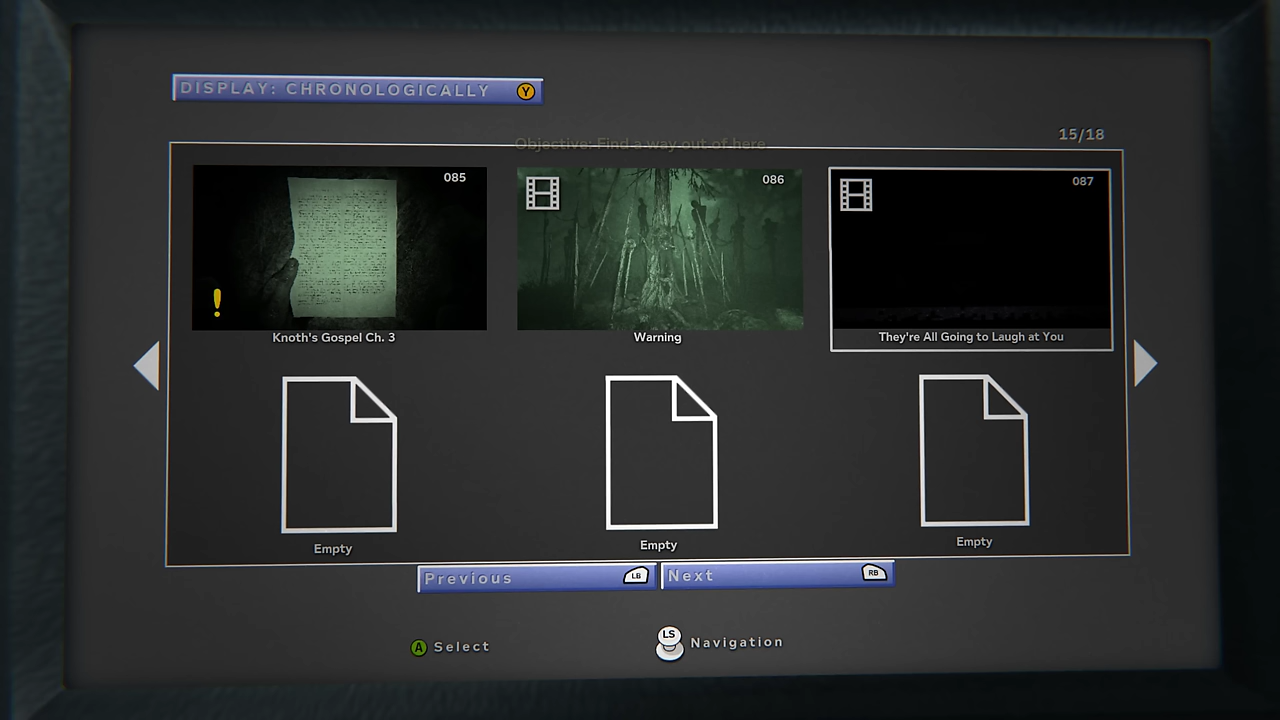 DISPLAY: CHRONOLOGICALLY Y
Objective: Find a way out of here
15/18
085
086
087
Knoth's Gospel Ch. 3
Warning
They're All Going to Laugh at You
Empty
Empty
Empty
Previous LB
Next RB
A Select
LS Navigation